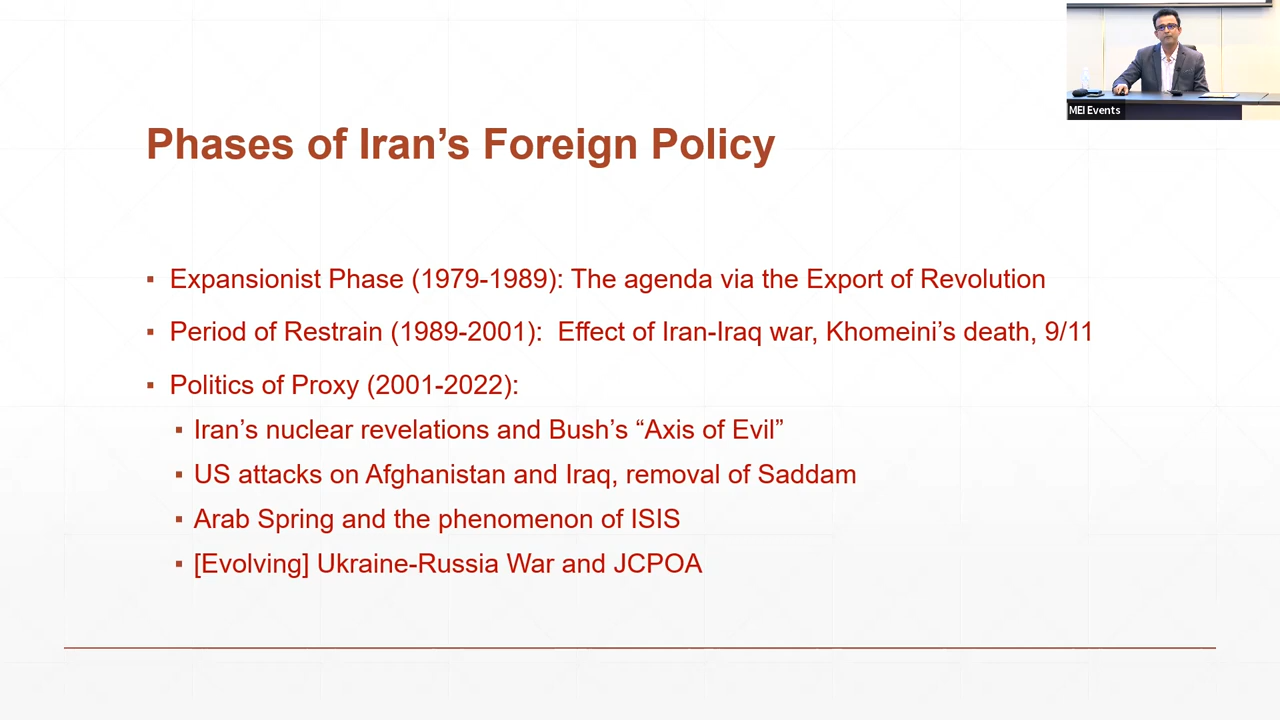 MEI Events
Phases of Iran’s Foreign Policy
▪ Expansionist Phase (1979-1989): The agenda via the Export of Revolution
▪ Period of Restrain (1989-2001):  Effect of Iran-Iraq war, Khomeini’s death, 9/11
▪ Politics of Proxy (2001-2022):
▪ Iran’s nuclear revelations and Bush’s “Axis of Evil”
▪ US attacks on Afghanistan and Iraq, removal of Saddam
▪ Arab Spring and the phenomenon of ISIS
▪ [Evolving] Ukraine-Russia War and JCPOA